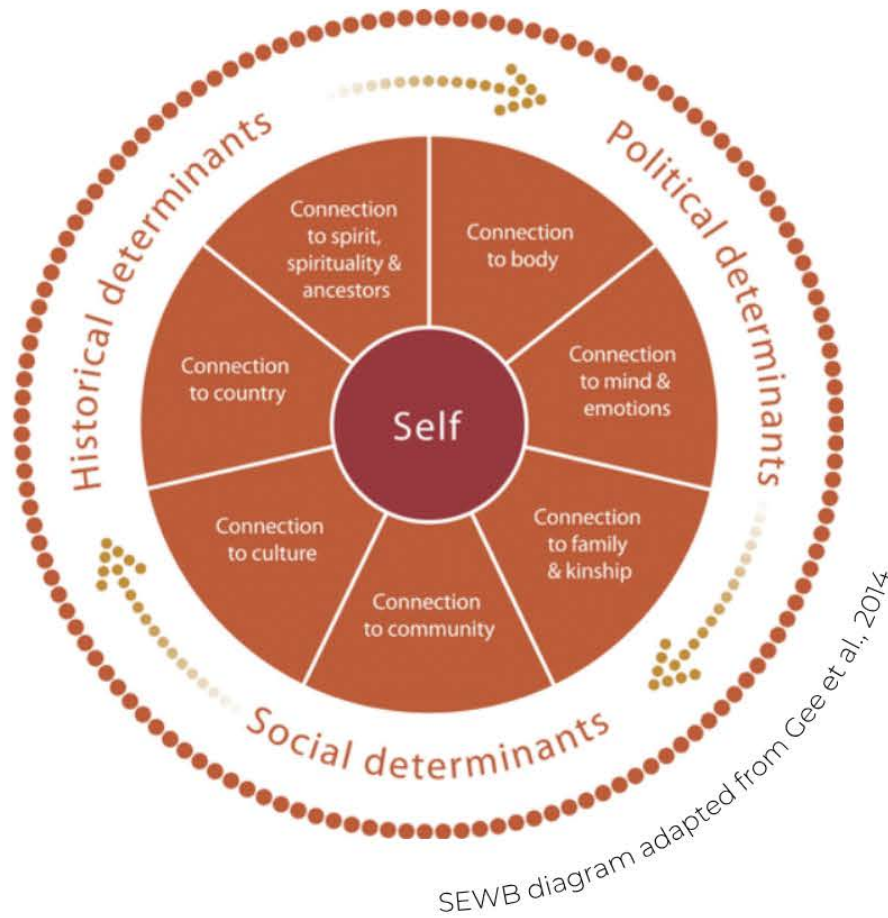 Historical determinants
Political determinants
Connection
to spirit,
spirituality &
ancestors
Connection
to body
Connection
to country
Connection
to mind &
emotions
Self
Connection
to culture
Connection
to family
& kinship
Connection
to community
Social determinants
SEWB diagram adapted from Gee et al., 2014